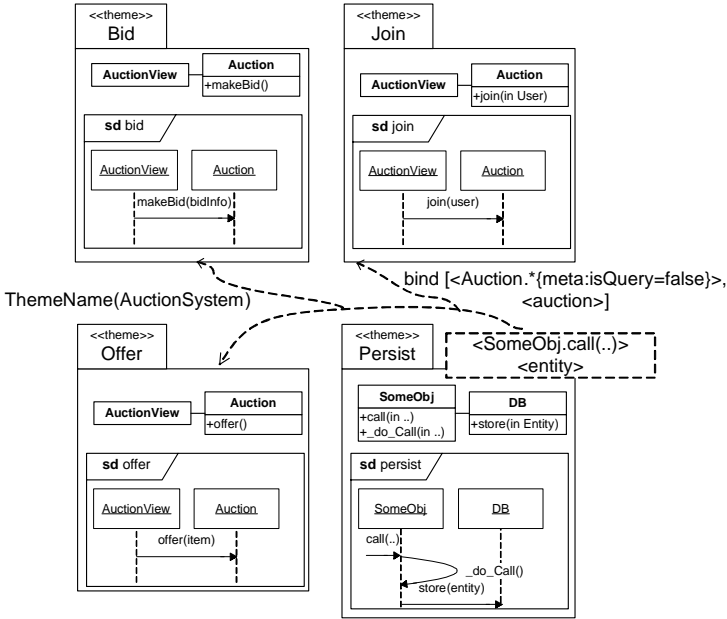 <<theme>>
Bid
AuctionView
Auction
+makeBid()
sd bid
AuctionView
Auction
makeBid(bidInfo)
<<theme>>
Join
AuctionView
Auction
+join(in User)
sd join
AuctionView
Auction
join(user)
ThemeName(AuctionSystem)
bind [<Auction.*{meta:isQuery=false}>,
<auction>]
<<theme>>
Offer
AuctionView
Auction
+offer()
sd offer
AuctionView
Auction
offer(item)
<<theme>>
Persist
<SomeObj.call(..)>
<entity>
SomeObj
+call(in ..)
+_do_Call(in ..)
DB
+store(in Entity)
sd persist
SomeObj
DB
call(..)
_do_Call()
store(entity)